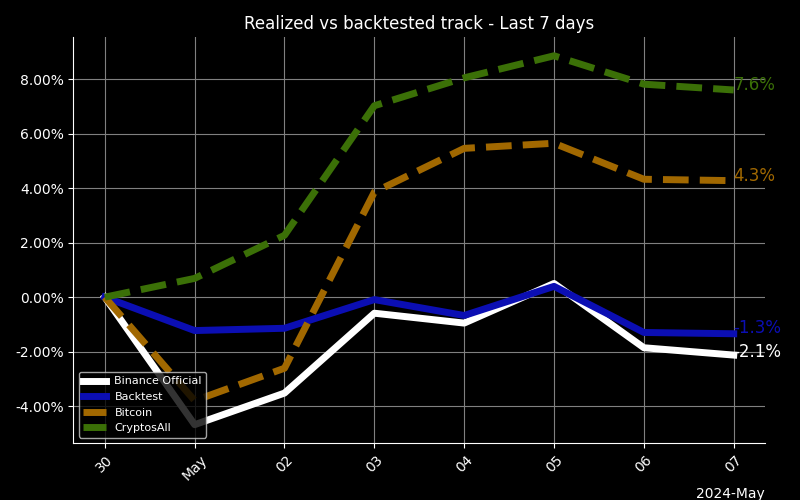 Realized vs backtested track - Last 7 days
8.00%
6.00%
4.00%
2.00%
0.00%
-2.00%
-4.00%
7.6%
4.3%
-1.3%
-2.1%
Binance Official
Backtest
Bitcoin
CryptosAll
30
May
02
03
04
05
06
07
2024-May